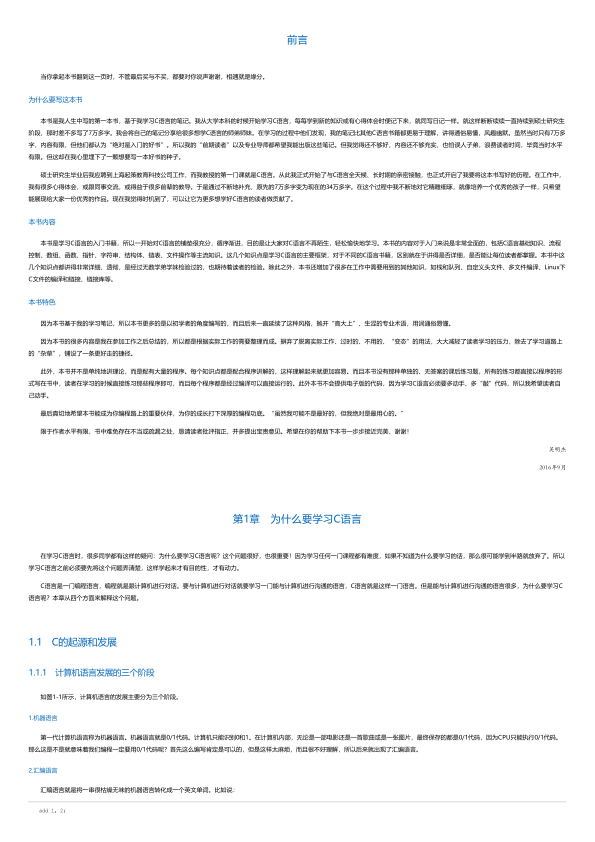 前言
当你拿起本书翻到这一页时，不管最后买与不买，都要对你说声谢谢，相遇就是缘分。
为什么要写这本书
本书是我人生中写的第一本书，基于我学习C语言的笔记。我从大学本科的时候开始学习C语言，每每学到新的知识或有心得体会时便记下来，就同写日记一样。就这样断断续续一直持续到硕士研究生
阶段，那时差不多写了7万多字。我会将自己的笔记分享给很多想学C语言的师弟师妹。在学习的过程中他们发现，我的笔记比其他C语言书籍都更易于理解，讲得通俗易懂，风趣幽默。虽然当时只有7万多
字，内容有限，但他们都认为“绝对是入门的好书”。所以我的“前期读者”以及专业导师都希望我能出版这些笔记。但我觉得还不够好，内容还不够充实，也怕误人子弟，浪费读者时间，毕竟当时水平
有限。但这却在我心里埋下了一颗想要写一本好书的种子。
硕士研究生毕业后我应聘到上海起策教育科技公司工作，而我教授的第一门课就是C语言。从此我正式开始了与C语言全天候、长时期的亲密接触，也正式开启了我要将这本书写好的历程。在工作中，
我有很多心得体会，或跟同事交流，或得益于很多前辈的教导。于是通过不断地补充，原先的7万多字变为现在的34万多字。在这个过程中我不断地对它精雕细琢，就像培养一个优秀的孩子一样，只希望
能展现给大家一份优秀的作品。现在我觉得时机到了，可以让它为更多想学好C语言的读者做贡献了。
本书内容
本书是学习C语言的入门书籍，所以一开始对C语言的铺垫很充分，循序渐进，目的是让大家对C语言不再陌生，轻松愉快地学习。本书的内容对于入门来说是非常全面的，包括C语言基础知识、流程
控制、数组、函数、指针、字符串、结构体、链表、文件操作等主流知识。这几个知识点是学习C语言的主要框架，对于不同的C语言书籍，区别就在于讲得是否详细，是否能让每位读者都掌握。本书中这
几个知识点都讲得非常详细、透彻，是经过无数学弟学妹检验过的，也期待着读者的检验。除此之外，本书还增加了很多在工作中需要用到的其他知识，如栈和队列、自定义头文件、多文件编译、Linux下
C文件的编译和链接、链接库等。
本书特色
因为本书基于我的学习笔记，所以本书更多的是以初学者的角度编写的，而且后来一直延续了这种风格，抛开“高大上”、生涩的专业术语，用词通俗易懂。
因为本书的很多内容是我在参加工作之后总结的，所以都是根据实际工作的需要整理而成。摒弃了脱离实际工作、过时的、不用的、“变态”的用法，大大减轻了读者学习的压力，除去了学习道路上
的“杂草”，铺设了一条更好走的捷径。
此外，本书并不是单纯地讲理论，而是配有大量的程序。每个知识点都是配合程序讲解的，这样理解起来就更加容易。而且本书没有那种单独的、无答案的课后练习题，所有的练习都直接以程序的形
式写在书中，读者在学习的时候直接练习那些程序即可，而且每个程序都是经过编译可以直接运行的。此外本书不会提供电子版的代码，因为学习C语言必须要多动手、多“敲”代码，所以我希望读者自
己动手。
最后真切地希望本书能成为你编程路上的重要伙伴，为你的成长打下深厚的编程功底。“虽然我可能不是最好的，但我绝对是最用心的。”
限于作者水平有限，书中难免存在不当或疏漏之处，恳请读者批评指正，并多提出宝贵意见。希望在你的帮助下本书一步步接近完美，谢谢！
吴明杰
2016年9月
第1章　为什么要学习C语言
在学习C语言时，很多同学都有这样的疑问：为什么要学习C语言呢？这个问题很好，也很重要！因为学习任何一门课程都有难度，如果不知道为什么要学习的话，那么很可能学到半路就放弃了。所以
学习C语言之前必须要先将这个问题弄清楚，这样学起来才有目的性，才有动力。
C语言是一门编程语言，编程就是跟计算机进行对话。要与计算机进行对话就要学习一门能与计算机进行沟通的语言，C语言就是这样一门语言。但是能与计算机进行沟通的语言很多，为什么要学习C
语言呢？本章从四个方面来解释这个问题。
1.1　C的起源和发展
1.1.1　计算机语言发展的三个阶段
如图1-1所示，计算机语言的发展主要分为三个阶段。
1.机器语言
第一代计算机语言称为机器语言。机器语言就是0/1代码。计算机只能识别0和1。在计算机内部，无论是一部电影还是一首歌曲或是一张图片，最终保存的都是0/1代码，因为CPU只能执行0/1代码。
那么这是不是就意味着我们编程一定要用0/1代码呢？首先这么编写肯定是可以的，但是这样太麻烦，而且很不好理解，所以后来就出现了汇编语言。
2.汇编语言
汇编语言就是将一串很枯燥无味的机器语言转化成一个英文单词。比如说：
add 1, 2;